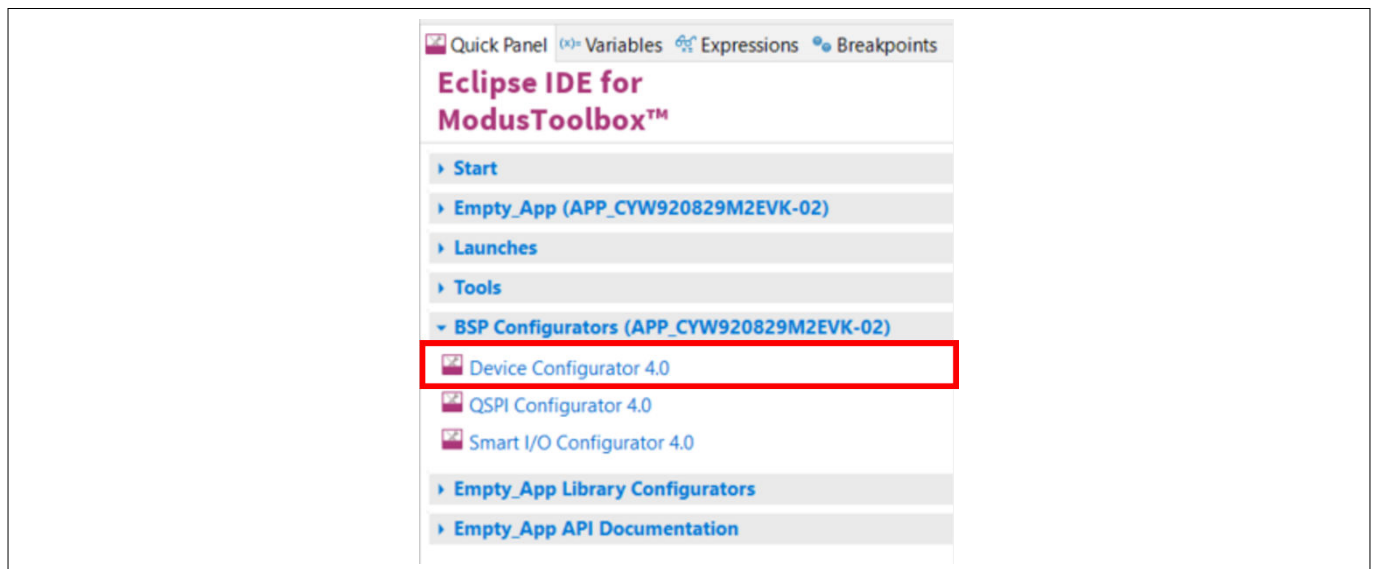 Quick Panel (x)= Variables Expressions Breakpoints
Eclipse IDE for
ModusToolbox™
Start
Empty_App (APP_CYW920829M2EVK-02)
Launches
Tools
BSP Configurators (APP_CYW920829M2EVK-02)
Device Configurator 4.0
QSPI Configurator 4.0
Smart I/O Configurator 4.0
Empty_App Library Configurators
Empty_App API Documentation